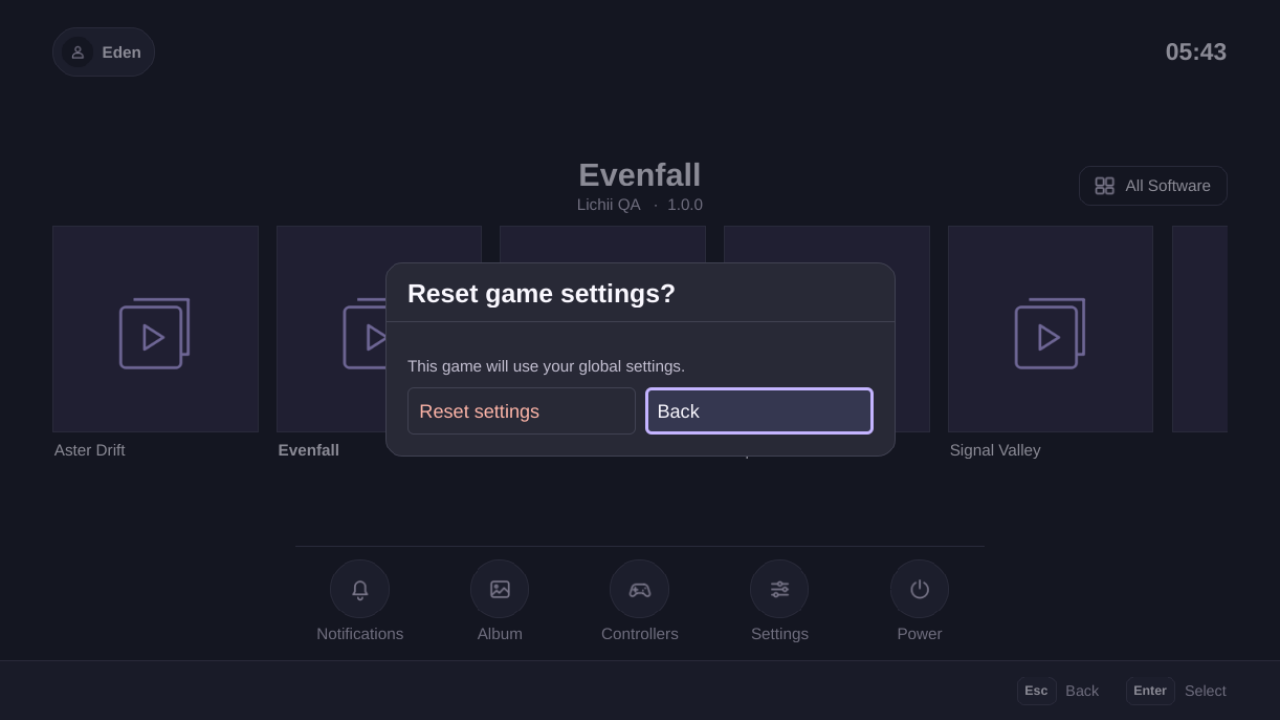 Eden
05:43
Evenfall
Lichii QA · 1.0.0
All Software
Reset game settings?
This game will use your global settings.
Reset settings
Back
Aster Drift
Evenfall
Signal Valley
Notifications
Album
Controllers
Settings
Power
Esc Back
Enter Select